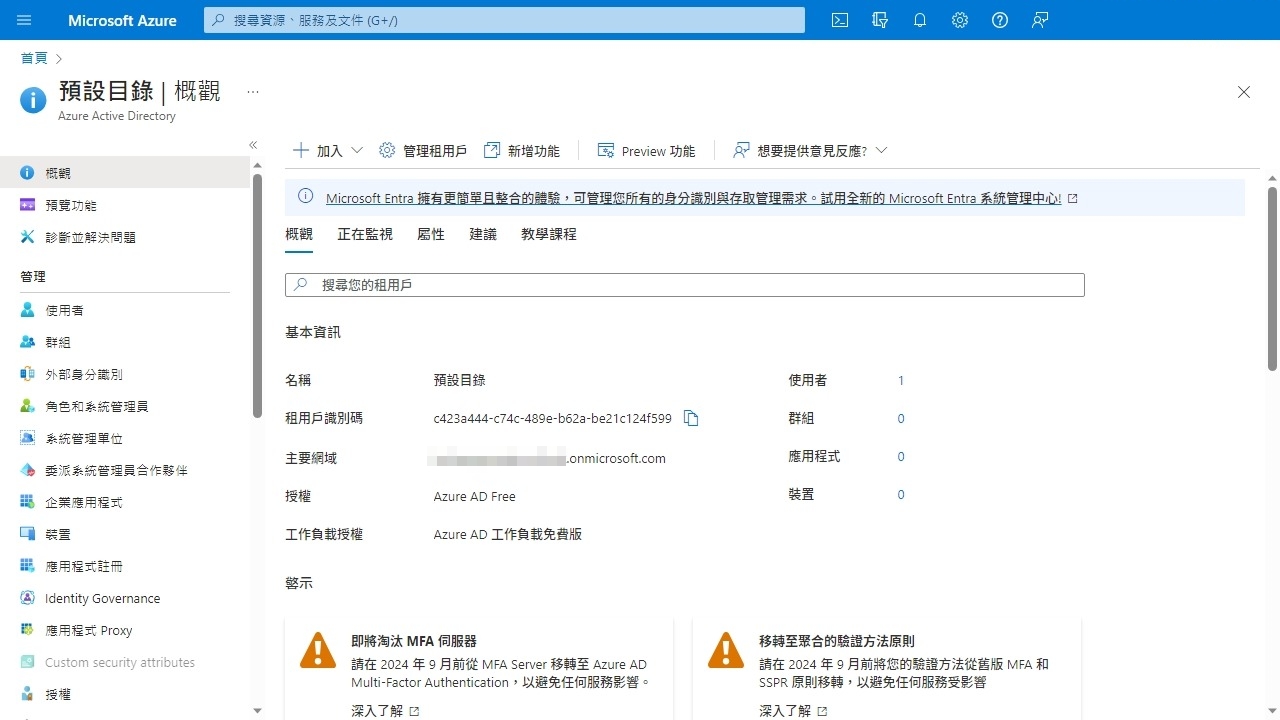 Microsoft Azure
搜尋資源、服務及文件 (G+/)
首頁
預設目錄 | 概觀
Azure Active Directory
概觀
預覽功能
診斷並解決問題
管理
使用者
群組
外部身分識別
角色和系統管理員
系統管理單位
委派系統管理員合作夥伴
企業應用程式
裝置
應用程式註冊
Identity Governance
應用程式 Proxy
Custom security attributes
授權
加入
管理租用戶
新增功能
Preview 功能
想要提供意見反應?
Microsoft Entra 擁有更簡單且整合的體驗，可管理您所有的身分識別與存取管理需求。試用全新的 Microsoft Entra 系統管理中心!
概觀 正在監視 屬性 建議 教學課程
搜尋您的租用戶
基本資訊
名稱 預設目錄
租用戶識別碼 c423a444-c74c-489e-b62a-be21c124f599
主要網域 .onmicrosoft.com
授權 Azure AD Free
工作負載授權 Azure AD 工作負載免費版
使用者 1
群組 0
應用程式 0
裝置 0
警示
即將淘汰 MFA 伺服器
請在 2024 年 9 月前從 MFA Server 移轉至 Azure AD
Multi-Factor Authentication，以避免任何服務影響。
深入了解
移轉至聚合的驗證方法原則
請在 2024 年 9 月前將您的驗證方法從舊版 MFA 和
SSPR 原則移轉，以避免任何服務受影響
深入了解